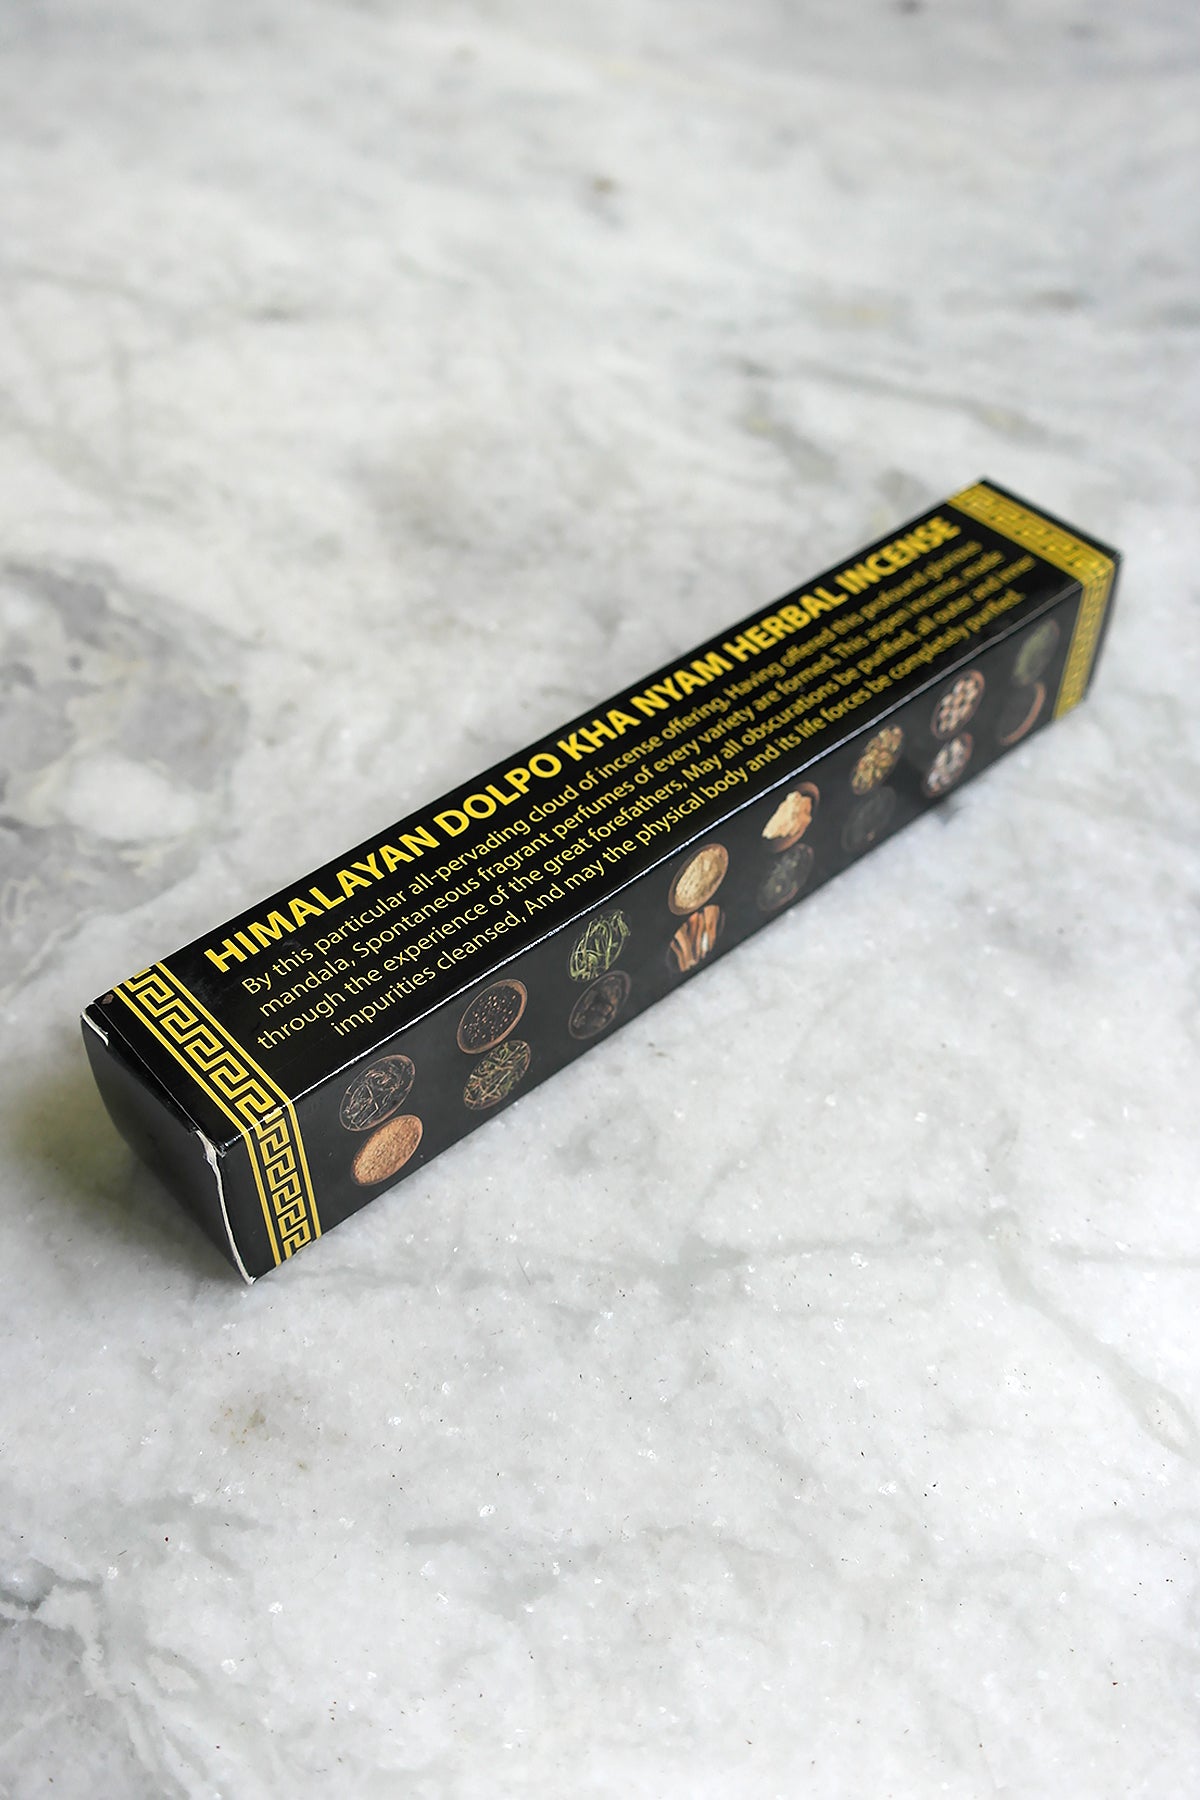 HIMALAYAN DOLPO KHA NYAM HERBAL INCENSE
By this particular all-pervading cloud of incense offering, Having offered this profound glorious
mandala, Spontaneous fragrant perfumes of every variety are formed, This aspen incense, made
through the experience of the great forefathers, May all obscurations be purified, all outer and inner
impurities cleansed, And may the physical body and its life forces be completely purified.